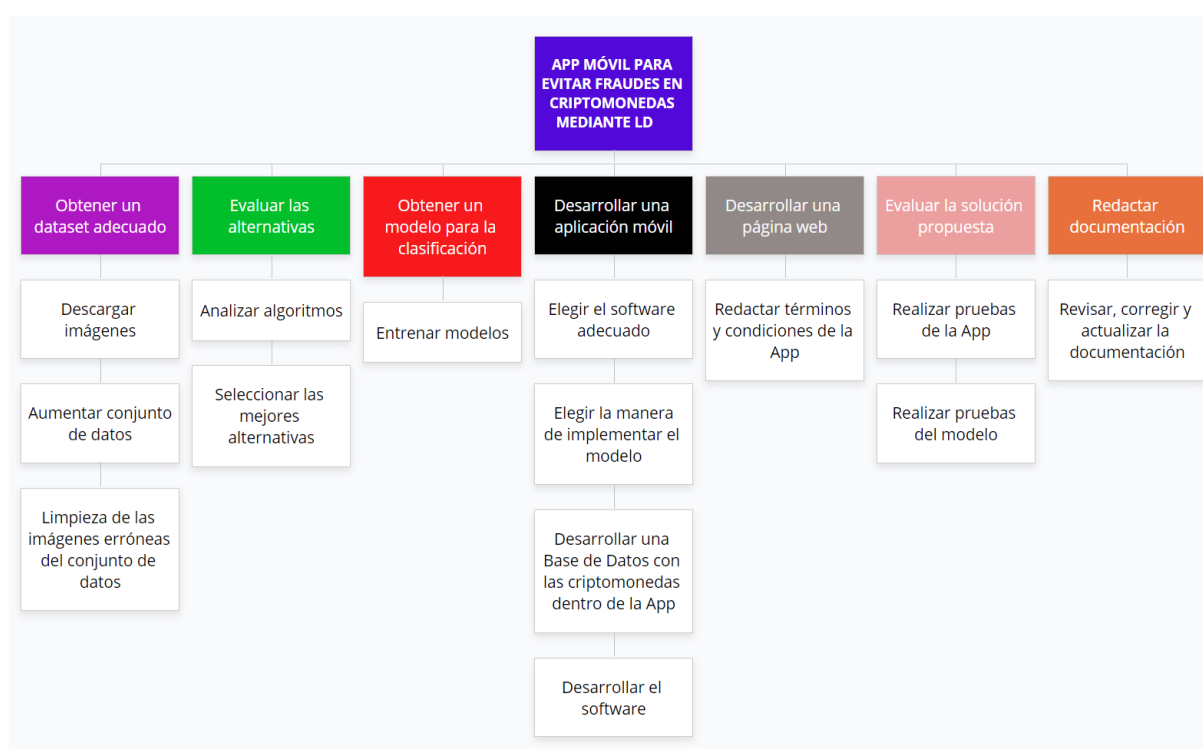 APP MÓVIL PARA
EVITAR FRAUDES EN
CRIPTOMONEDAS
MEDIANTE LD
Obtener un
dataset adecuado
Descargar
imágenes
Aumentar conjunto
de datos
Limpieza de las
imágenes erróneas
del conjunto de
datos
Evaluar las
alternativas
Analizar algoritmos
Seleccionar las
mejores
alternativas
Obtener un
modelo para la
clasificación
Entrenar modelos
Desarrollar una
aplicación móvil
Elegir el software
adecuado
Elegir la manera
de implementar el
modelo
Desarrollar una
Base de Datos con
las criptomonedas
dentro de la App
Desarrollar el
software
Desarrollar una
página web
Redactar términos
y condiciones de la
App
Evaluar la solución
propuesta
Realizar pruebas
de la App
Realizar pruebas
del modelo
Redactar
documentación
Revisar, corregir y
actualizar la
documentación